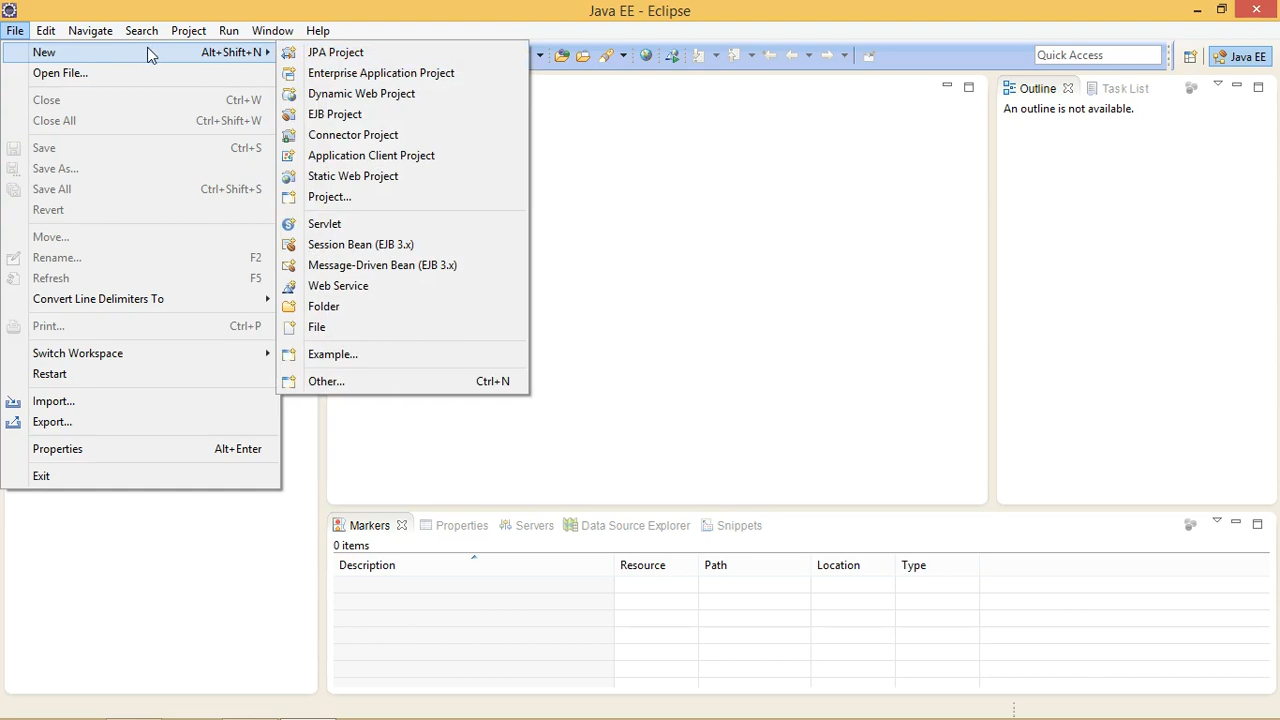 Java EE - Eclipse
File Edit Navigate Search Project Run Window Help
New Alt+Shift+N
Open File...
Close Ctrl+W
Close All Ctrl+Shift+W
Save Ctrl+S
Save As...
Save All Ctrl+Shift+S
Revert
Move...
Rename... F2
Refresh F5
Convert Line Delimiters To
Print... Ctrl+P
Switch Workspace
Restart
Import...
Export...
Properties Alt+Enter
Exit
JPA Project
Enterprise Application Project
Dynamic Web Project
EJB Project
Connector Project
Application Client Project
Static Web Project
Project...
Servlet
Session Bean (EJB 3.x)
Message-Driven Bean (EJB 3.x)
Web Service
Folder
File
Example...
Other... Ctrl+N
Quick Access
Java EE
Outline Task List
An outline is not available.
Markers Properties Servers Data Source Explorer Snippets
0 items
Description Resource Path Location Type